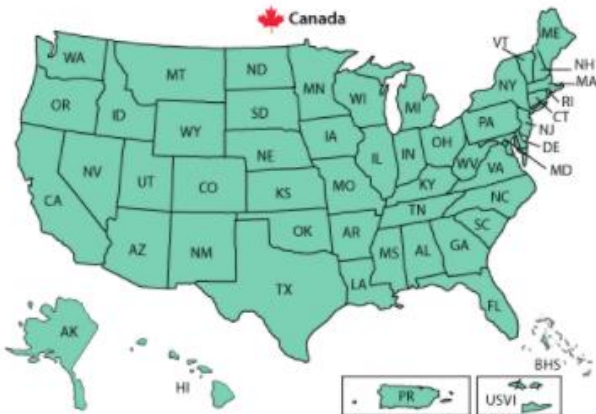 Canada
WA
MT
ND
MN
VT
ME
NH
MA
OR
ID
SD
WI
MI
NY
RI
CT
WY
IA
PA
NJ
NV
NE
IL
IN
OH
DE
UT
CO
WV
VA
MD
CA
KS
MO
KY
NC
TN
AZ
NM
OK
AR
SC
MS
AL
GA
TX
LA
FL
AK
HI
BHS
PR
USVI